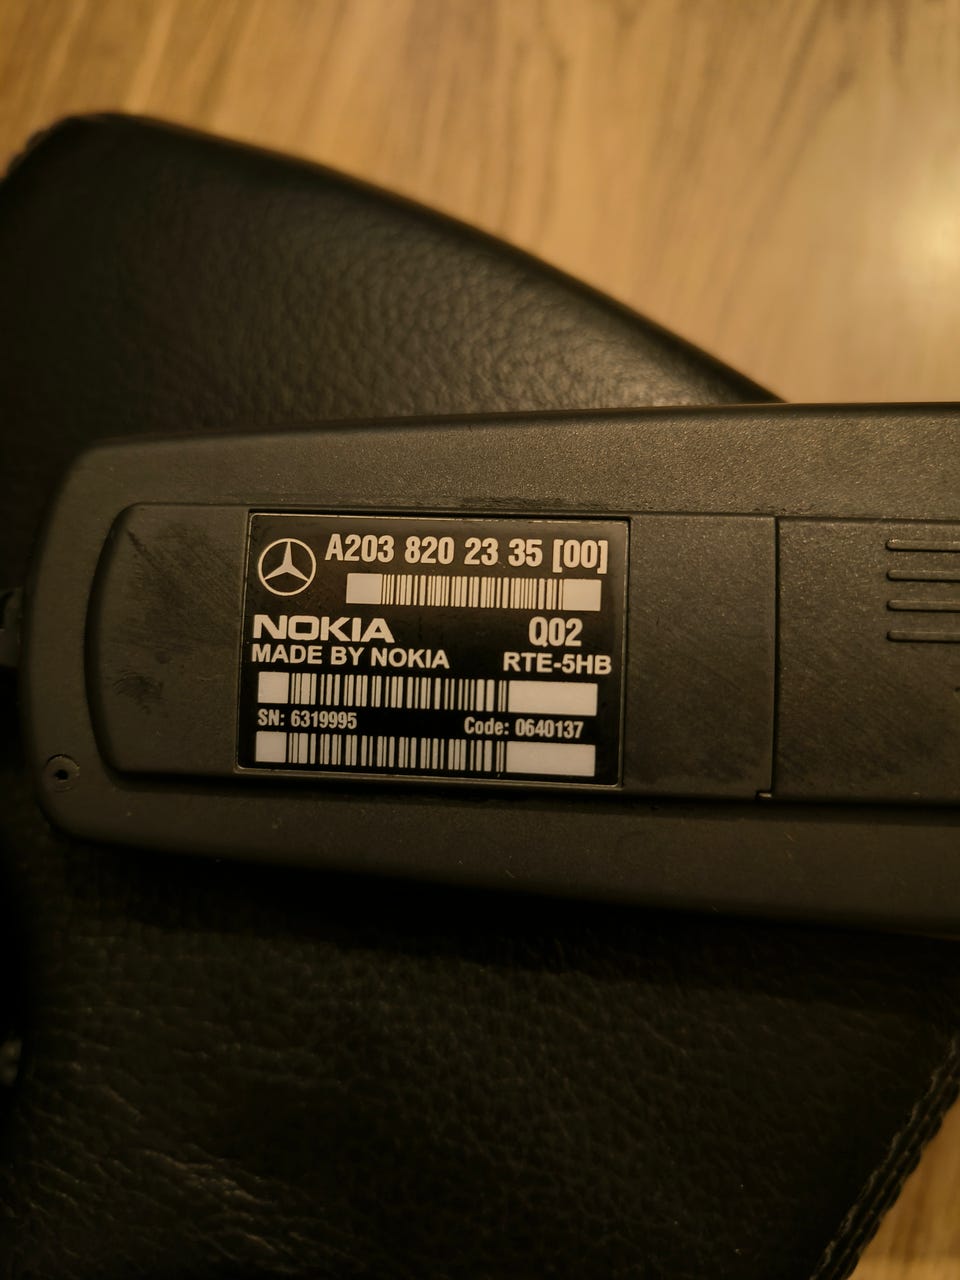 A203 820 23 35 [00]
NOKIA Q02
MADE BY NOKIA RTE-5HB
SN: 6319995 Code: 0640137